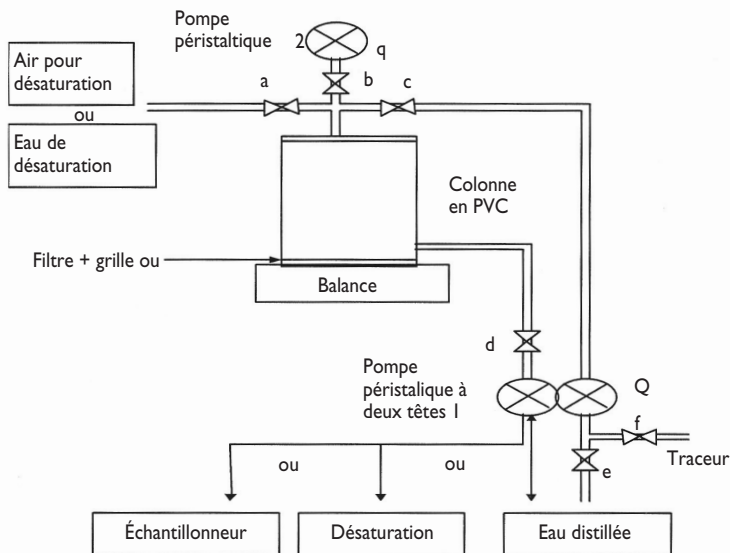 Pompe
péristaltique
2
q
Air pour
désaturation
ou
Eau de
désaturation
a
b
c
Colonne
en PVC
Filtre + grille ou
Balance
d
Pompe
péristalique à
deux têtes 1
Q
f
Traceur
e
ou
ou
Échantillonneur
Désaturation
Eau distillée